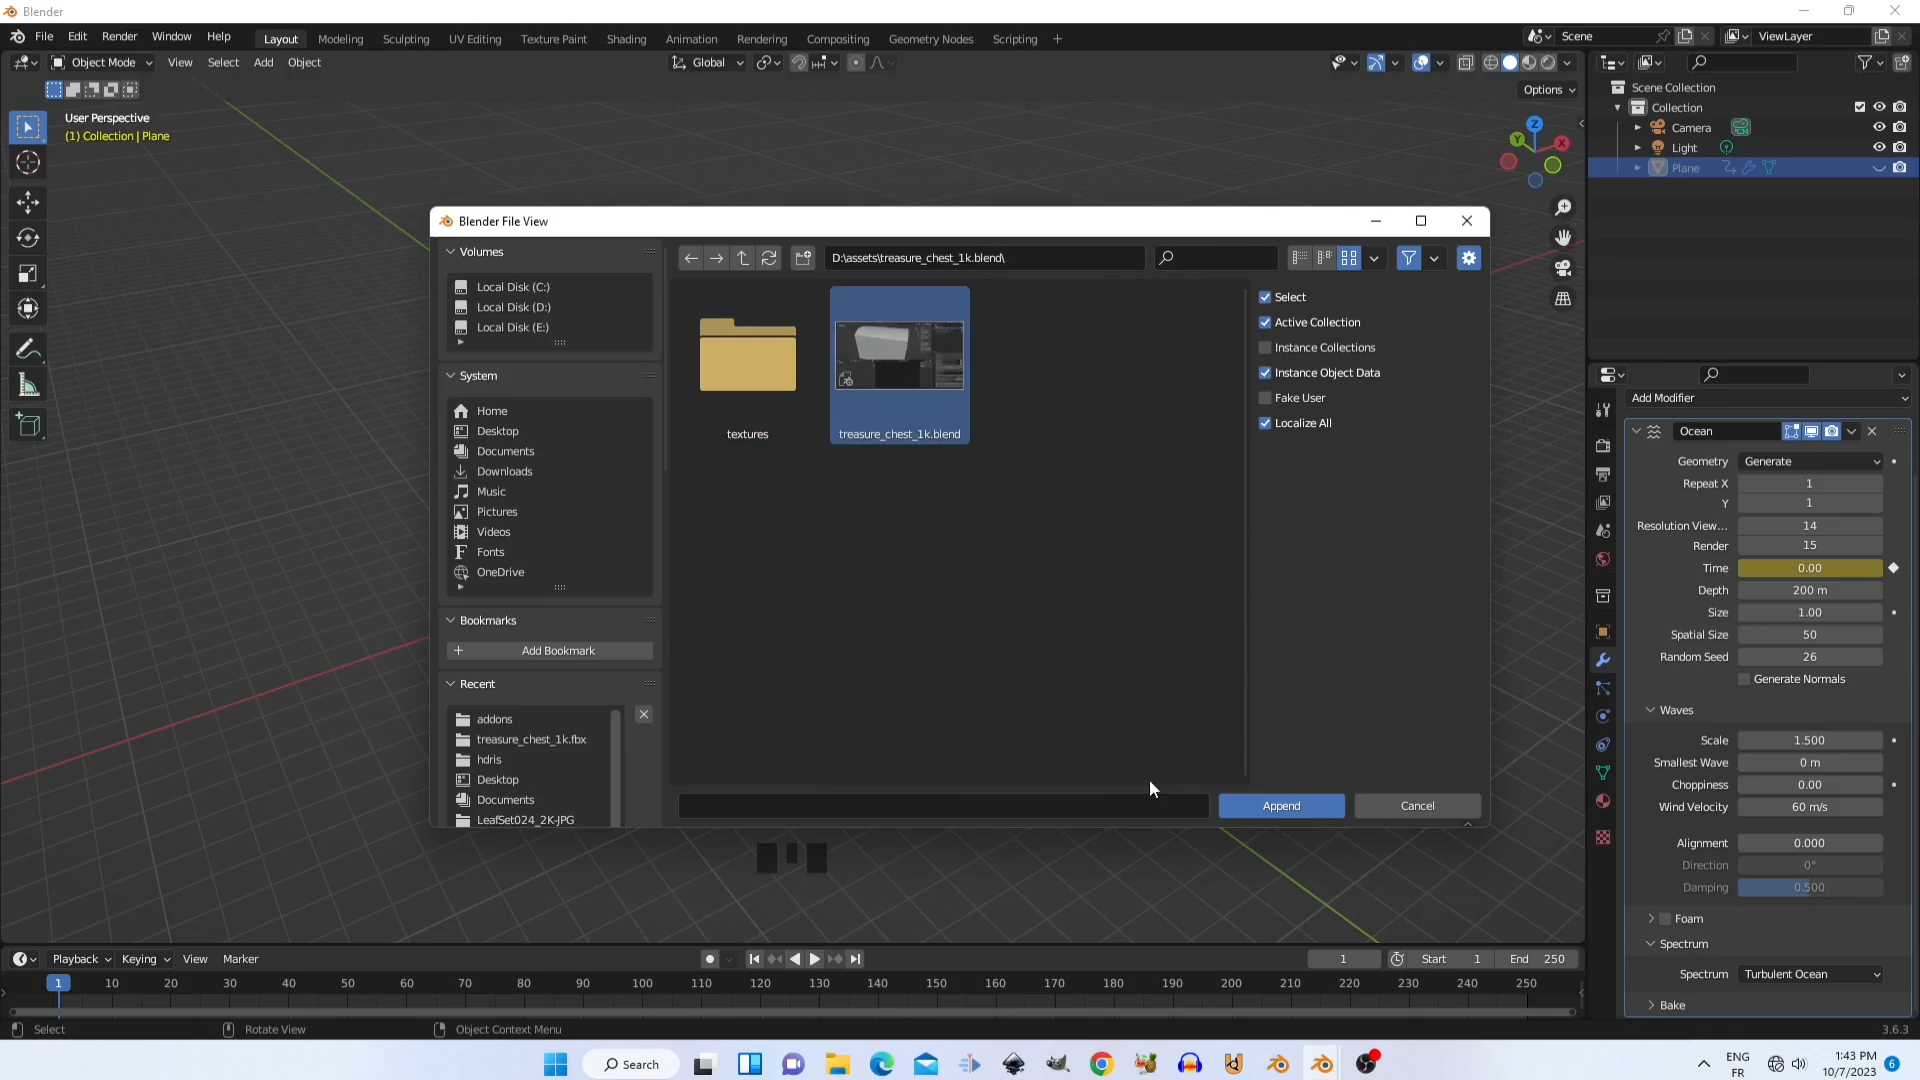 Blender
File Edit Render Window Help
Layout Modeling Sculpting UV Editing Texture Paint Shading Animation Rendering Compositing Geometry Nodes Scripting +
Scene
ViewLayer
Object Mode View Select Add Object
Global
Options
User Perspective
(1) Collection | Plane
Z
Y
X
Scene Collection
Collection
Camera
Light
Plane
Blender File View
Volumes
Local Disk (C:)
Local Disk (D:)
Local Disk (E:)
System
Home
Desktop
Documents
Downloads
Music
Pictures
Videos
Fonts
OneDrive
Bookmarks
Add Bookmark
Recent
addons
treasure_chest_1k.fbx
hdris
Desktop
Documents
LeafSet024_2K-JPG
D:\assets\treasure_chest_1k.blend\
textures
treasure_chest_1k.blend
Select
Active Collection
Instance Collections
Instance Object Data
Fake User
Localize All
Append
Cancel
Add Modifier
Ocean
Geometry Generate
Repeat X 1
Y 1
Resolution View... 14
Render 15
Time 0.00
Depth 200 m
Size 1.00
Spatial Size 50
Random Seed 26
Generate Normals
Waves
Scale 1.500
Smallest Wave 0 m
Choppiness 0.00
Wind Velocity 60 m/s
Alignment 0.000
Direction 0°
Damping 0.500
Foam
Spectrum
Spectrum Turbulent Ocean
Bake
Playback Keying View Marker
1 Start 1 End 250
1 10 20 30 40 50 60 70 80 90 100 110 120 130 140 150 160 170 180 190 200 210 220 230 240 250
Select Rotate View Object Context Menu
3.6.3
Search
ENG
FR
1:43 PM
10/7/2023
6